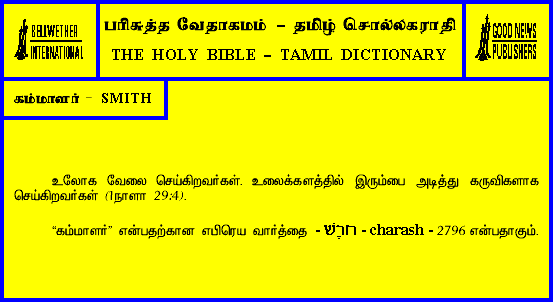 BELLWETHER
INTERNATIONAL
பரிசுத்த வேதாகமம் – தமிழ் சொல்லகராதி
THE HOLY BIBLE – TAMIL DICTIONARY
GOOD NEWS
PUBLISHERS
கம்மாளர் – SMITH
உலோக வேலை செய்கிறவர்கள். உலைக்களத்தில் இரும்பை அடித்து கருவிகளாக
செய்கிறவர்கள் (1நாளா 29:4).
“கம்மாளர்” என்பதற்கான எபிரெய வார்த்தை - חרָשׁ - charash - 2796 என்பதாகும்.